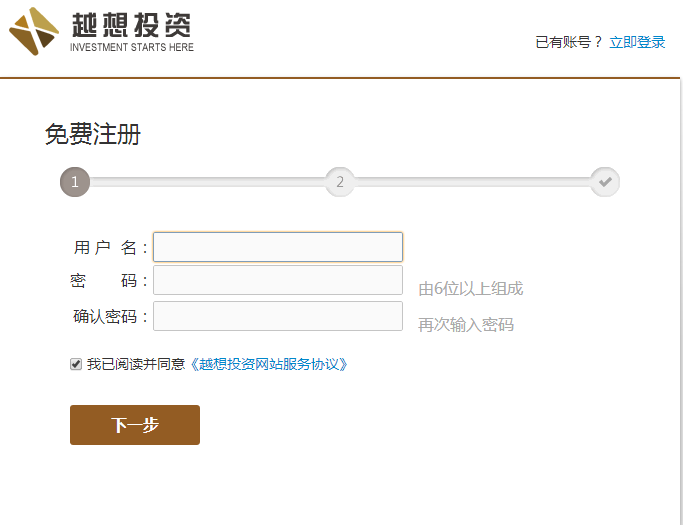 越想投资
INVESTMENT STARTS HERE
已有账号？ 立即登录
免费注册
1
2
用 户 名：
密 码：
由6位以上组成
确认密码：
再次输入密码
我已阅读并同意《越想投资网站服务协议》
下一步